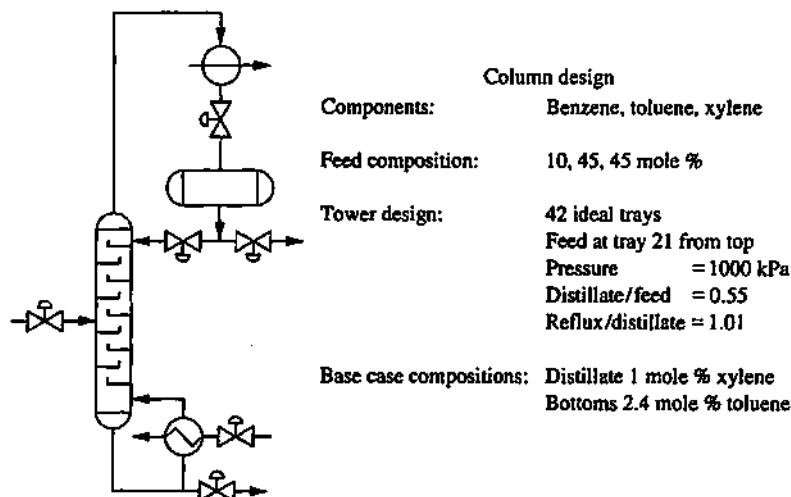 Column design
Components: Benzene, toluene, xylene
Feed composition: 10, 45, 45 mole %
Tower design: 42 ideal trays
Feed at tray 21 from top
Pressure = 1000 kPa
Distillate/feed = 0.55
Reflux/distillate = 1.01
Base case compositions: Distillate 1 mole % xylene
Bottoms 2.4 mole % toluene